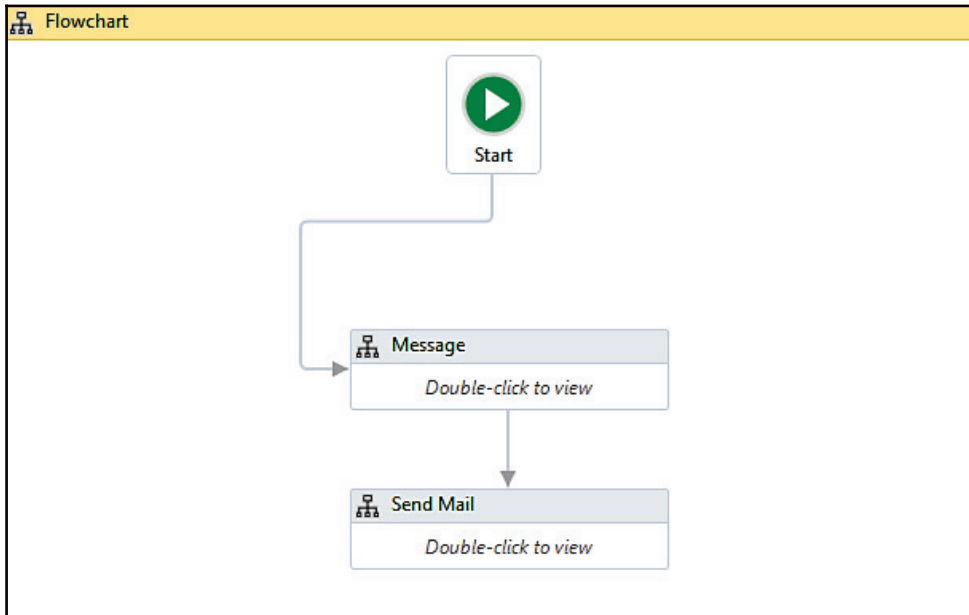 Flowchart
Start
Message
Double-click to view
Send Mail
Double-click to view